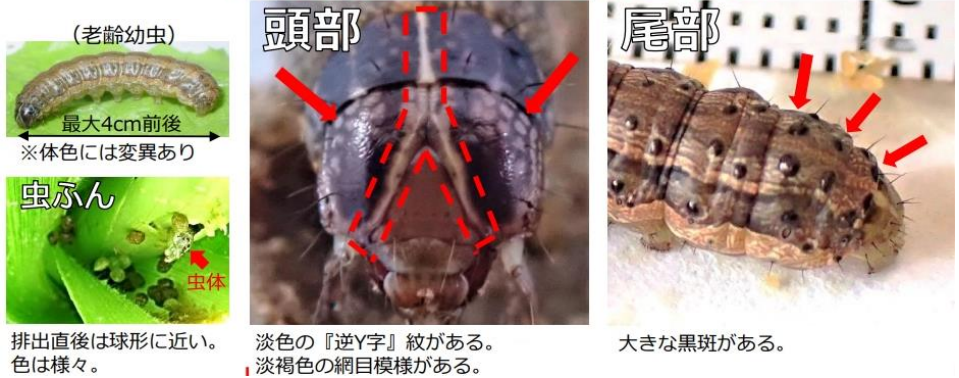 （老齢幼虫）
最大4cm前後
※体色には変異あり
虫ふん
虫体
排出直後は球形に近い。
色は様々。
頭部
淡色の『逆Y字』紋がある。
淡褐色の網目模様がある。
尾部
大きな黒斑がある。